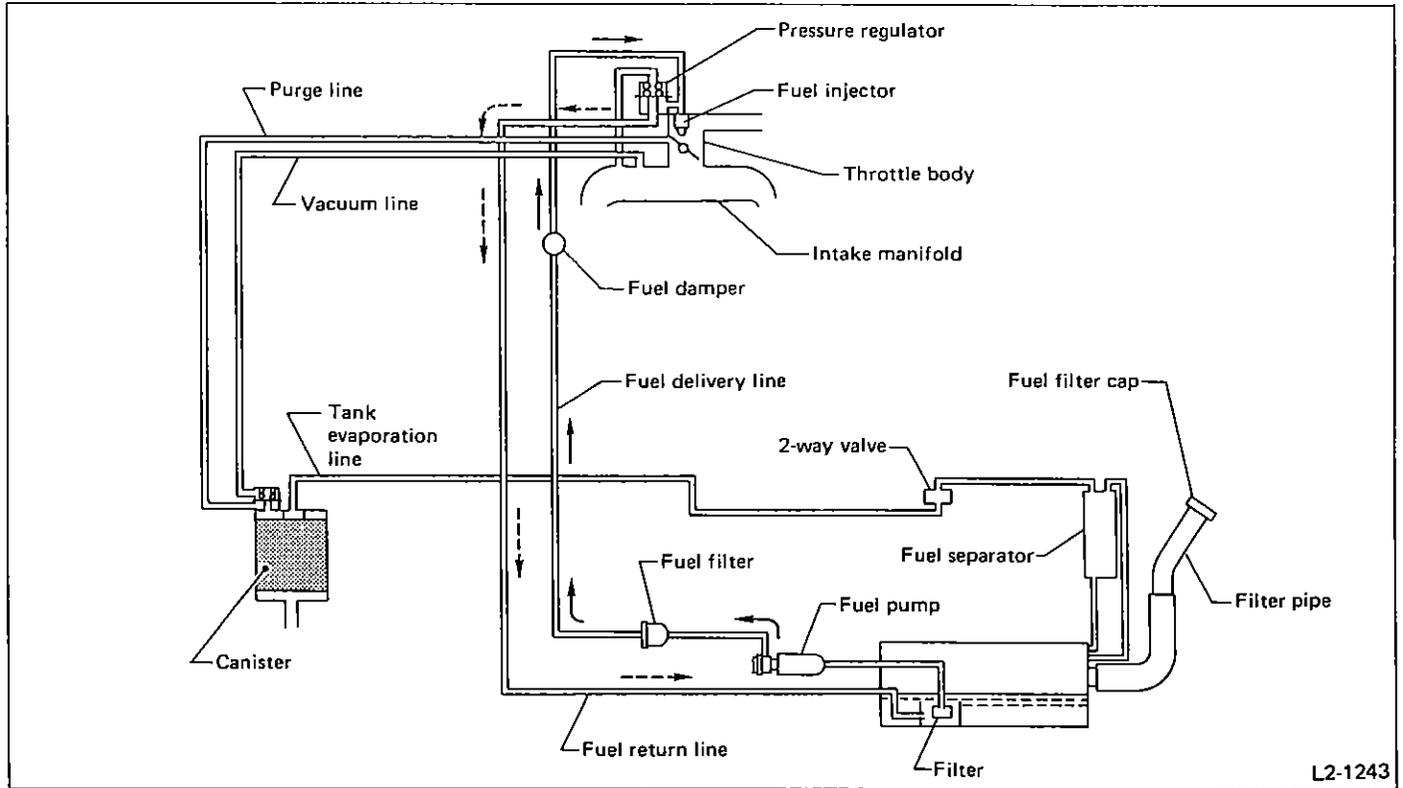 Pressure regulator
Purge line
Fuel injector
Throttle body
Vacuum line
Intake manifold
Fuel damper
Fuel delivery line
Fuel filter cap
Tank
evaporation
line
2-way valve
Fuel separator
Fuel filter
Fuel pump
Filter pipe
Canister
Fuel return line
Filter
L2-1243